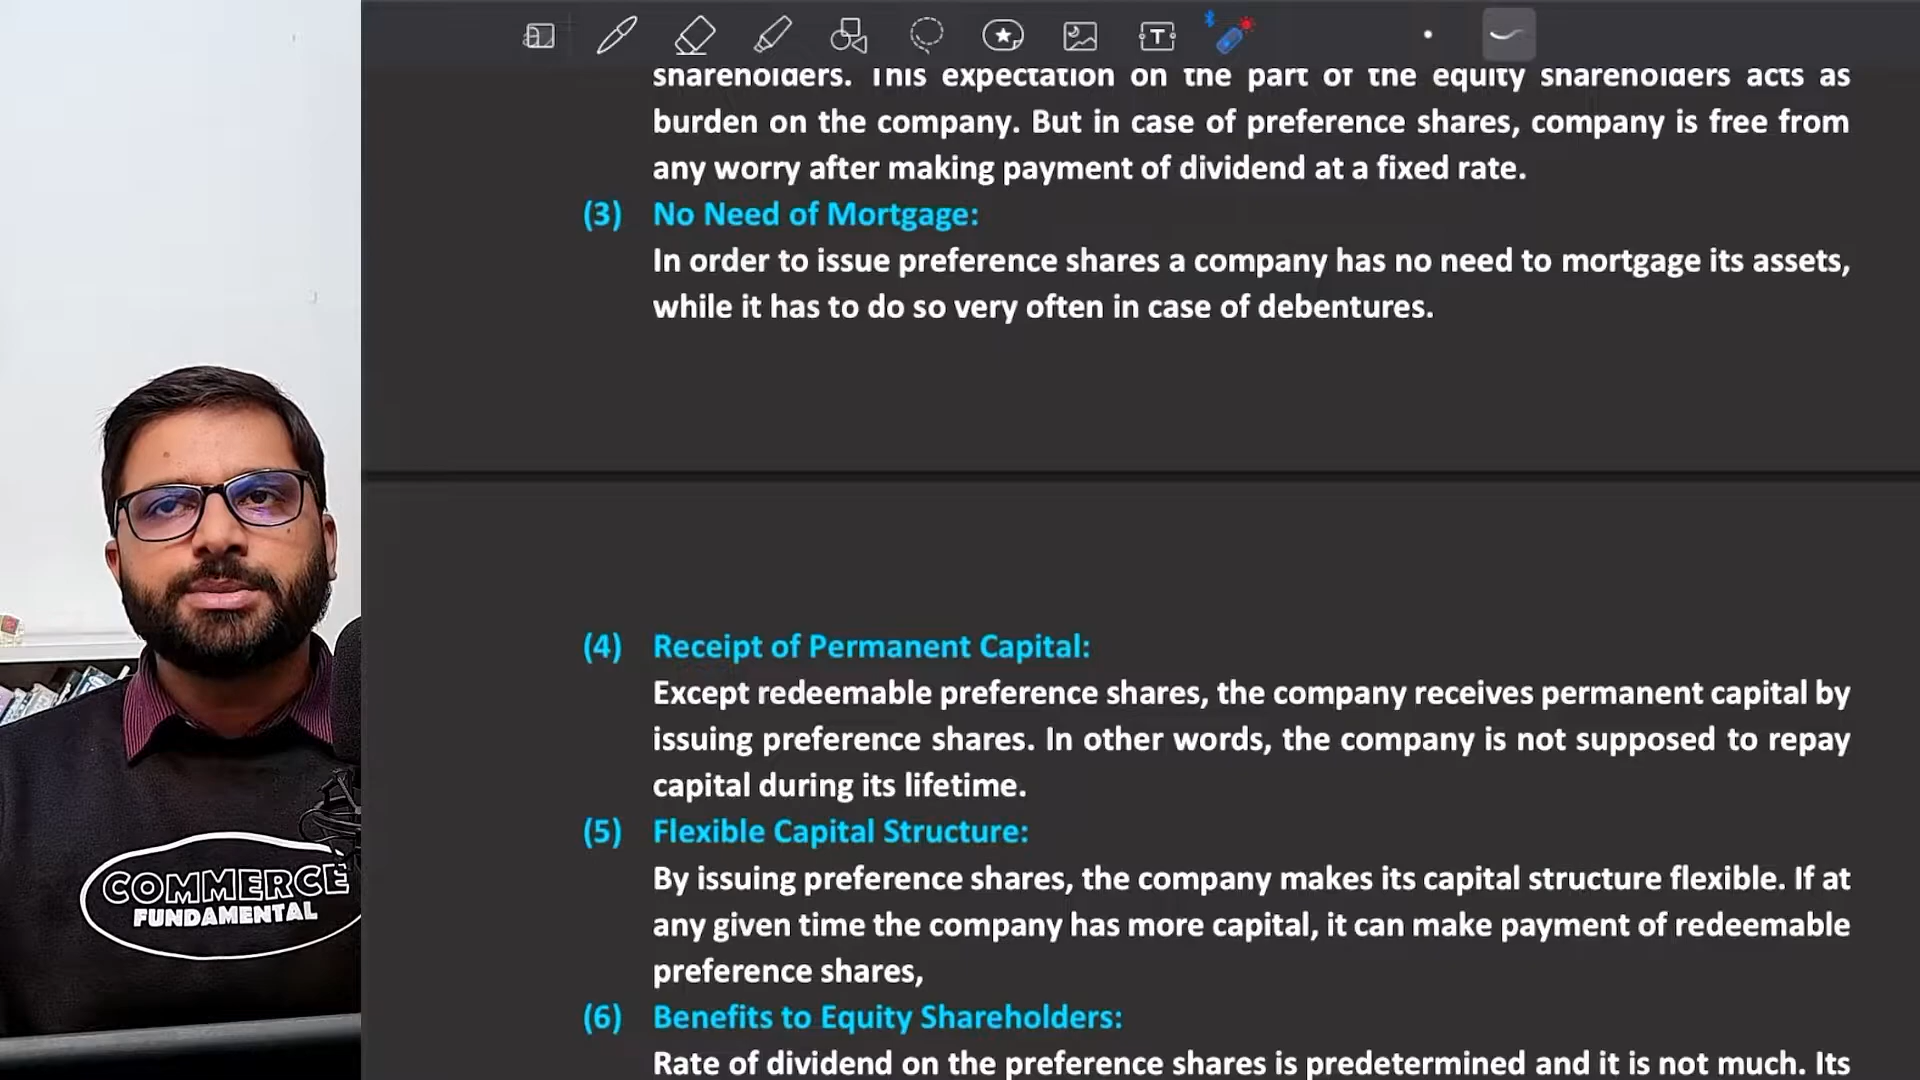 shareholders. This expectation on the part of the equity shareholders acts as
burden on the company. But in case of preference shares, company is free from
any worry after making payment of dividend at a fixed rate.
(3) No Need of Mortgage:
In order to issue preference shares a company has no need to mortgage its assets,
while it has to do so very often in case of debentures.
(4) Receipt of Permanent Capital:
Except redeemable preference shares, the company receives permanent capital by
issuing preference shares. In other words, the company is not supposed to repay
capital during its lifetime.
(5) Flexible Capital Structure:
By issuing preference shares, the company makes its capital structure flexible. If at
any given time the company has more capital, it can make payment of redeemable
preference shares,
(6) Benefits to Equity Shareholders:
Rate of dividend on the preference shares is predetermined and it is not much. Its
COMMERCE
FUNDAMENTAL